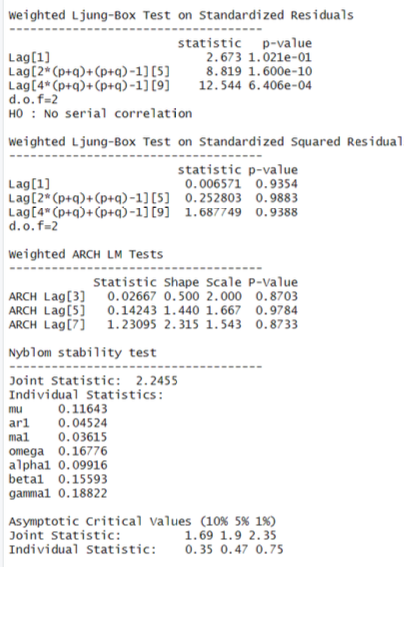 Weighted Ljung-Box Test on Standardized Residuals
------------------------------------
statistic p-value
Lag[1] 2.673 1.021e-01
Lag[2*(p+q)+(p+q)-1][5] 8.819 1.600e-10
Lag[4*(p+q)+(p+q)-1][9] 12.544 6.406e-04
d.o.f=2
H0 : No serial correlation
Weighted Ljung-Box Test on Standardized Squared Residual
------------------------------------
statistic p-value
Lag[1] 0.006571 0.9354
Lag[2*(p+q)+(p+q)-1][5] 0.252803 0.9883
Lag[4*(p+q)+(p+q)-1][9] 1.687749 0.9388
d.o.f=2
Weighted ARCH LM Tests
------------------------------------
Statistic Shape Scale P-Value
ARCH Lag[3] 0.02667 0.500 2.000 0.8703
ARCH Lag[5] 0.14243 1.440 1.667 0.9784
ARCH Lag[7] 1.23095 2.315 1.543 0.8733
Nyblom stability test
------------------------------------
Joint Statistic: 2.2455
Individual Statistics:
mu 0.11643
ar1 0.04524
ma1 0.03615
omega 0.16776
alpha1 0.09916
beta1 0.15593
gamma1 0.18822
Asymptotic Critical Values (10% 5% 1%)
Joint Statistic: 1.69 1.9 2.35
Individual Statistic: 0.35 0.47 0.75